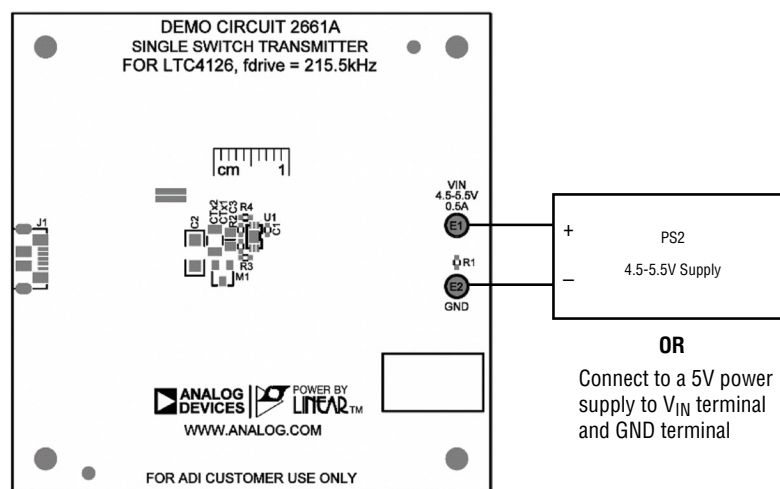 DEMO CIRCUIT 2661A
SINGLE SWITCH TRANSMITTER
FOR LTC4126, fdrive = 215.5kHz
cm 1
J1
C2
CTx2
CTx1
R2
C3
R4
U1
C1
R3
M1
VIN
4.5-5.5V
0.5A
E1
R1
E2
GND
+
PS2
4.5-5.5V Supply
–
OR
Connect to a 5V power
supply to VIN terminal
and GND terminal
ANALOG
DEVICES
POWER BY
LINEAR TM
WWW.ANALOG.COM
FOR ADI CUSTOMER USE ONLY